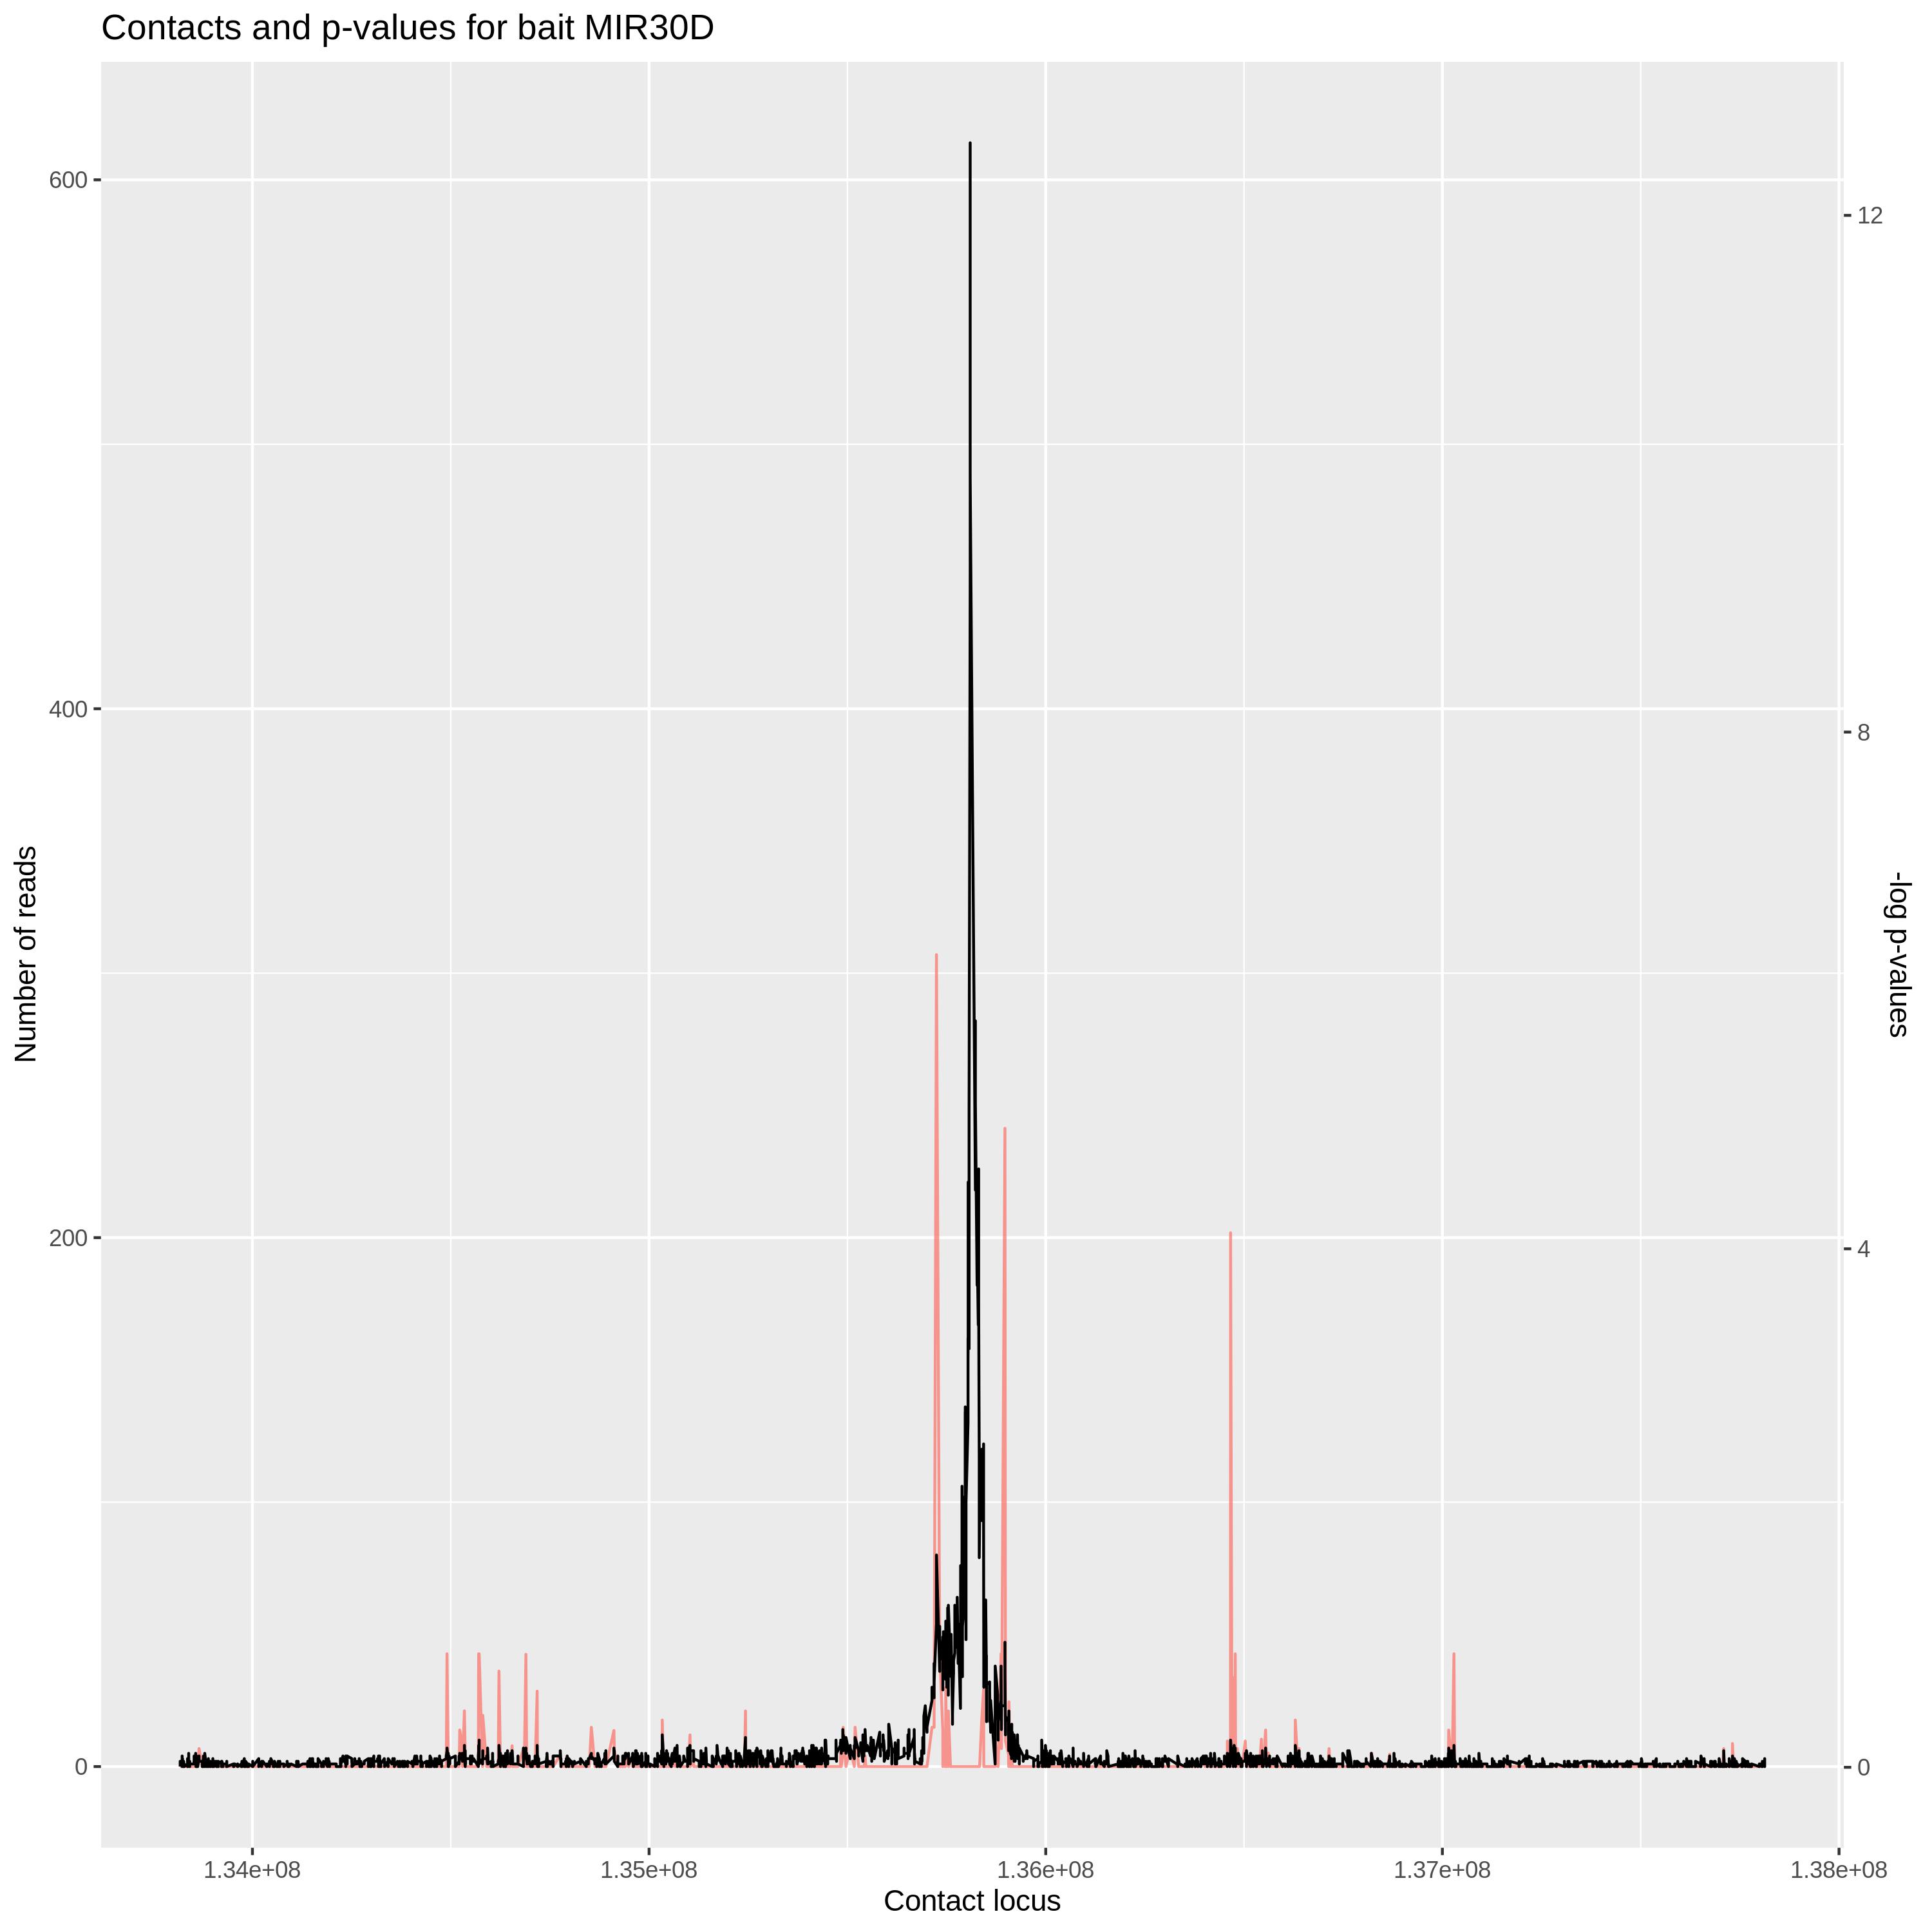 Contacts and p-values for bait MIR30D
600
400
200
0
12
8
4
0
Number of reads
-log p-values
1.34e+08
1.35e+08
1.36e+08
1.37e+08
1.38e+08
Contact locus